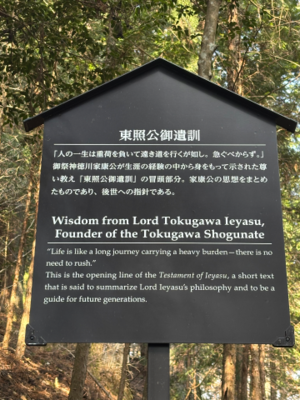 東照公御遺訓
『人の一生は重荷を負いて遠き道を行くが如し。急ぐべからず。』
御祭神徳川家康公が生涯の経験の中から身をもって示された尊
い教え『東照公御遺訓』の冒頭部分。家康公の思想をまとめ
たものであり、後世への指針である。
Wisdom from Lord Tokugawa Ieyasu,
Founder of the Tokugawa Shogunate
“Life is like a long journey carrying a heavy burden—there is no
need to rush.”
This is the opening line of the Testament of Ieyasu, a short text
that is said to summarize Lord Ieyasu’s philosophy and to be a
guide for future generations.